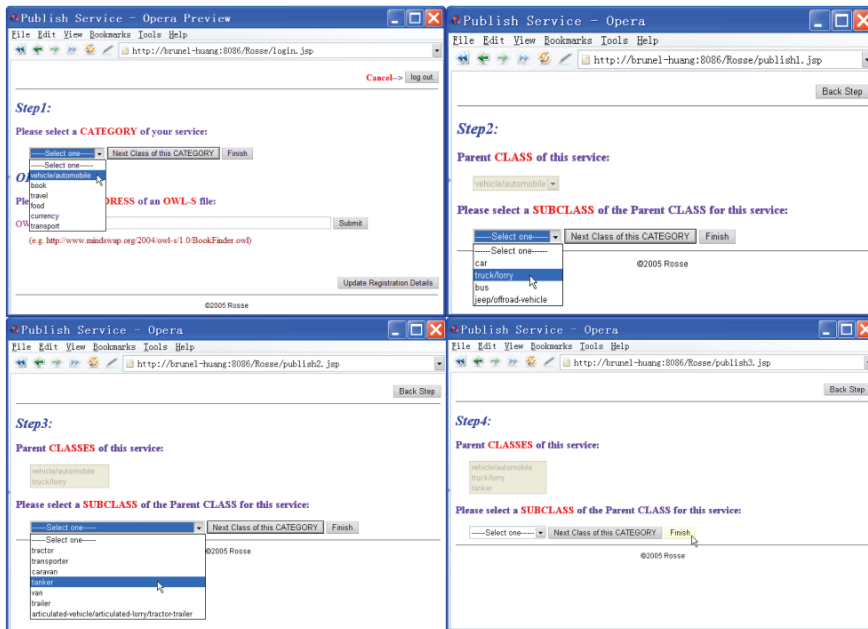 Publish Service - Opera Preview
File Edit View Bookmarks Tools Help
http://brunel-huang:8086/Rosse/login.jsp
Cancel--> log out
Step1:
Please select a CATEGORY of your service:
-----Select one----- Next Class of this CATEGORY Finish
------Select one------
vehicle/automobile
book
travel
food
currency
transport
of an OWL-S file:
Submit
(e.g. http://www.mindswap.org/2004/owl-s/1.0/BookFinder.owl)
Update Registration Details
©2005 Rosse
Publish Service - Opera
File Edit View Bookmarks Tools Help
http://brunel-huang:8086/Rosse/publish1.jsp
Back Step
Step2:
Parent CLASS of this service:
vehicle/automobile
Please select a SUBCLASS of the Parent CLASS for this service:
------Select one------ Next Class of this CATEGORY Finish
------Select one------
car
truck/lorry
bus
jeep/offroad-vehicle
©2005 Rosse
Publish Service - Opera
File Edit View Bookmarks Tools Help
http://brunel-huang:8086/Rosse/publish2.jsp
Back Step
Step3:
Parent CLASSES of this service:
vehicle/automobile
truck/lorry
Please select a SUBCLASS of the Parent CLASS for this service:
------Select one------ Next Class of this CATEGORY Finish
------Select one------
tractor
transporter
caravan
tanker
van
trailer
articulated-vehicle/articulated-lorry/tractor-trailer
©2005 Rosse
Publish Service - Opera
File Edit View Bookmarks Tools Help
http://brunel-huang:8086/Rosse/publish3.jsp
Back Step
Step4:
Parent CLASSES of this service:
vehicle/automobile
truck/lorry
tanker
Please select a SUBCLASS of the Parent CLASS for this service:
------Select one------ Next Class of this CATEGORY Finish
©2005 Rosse